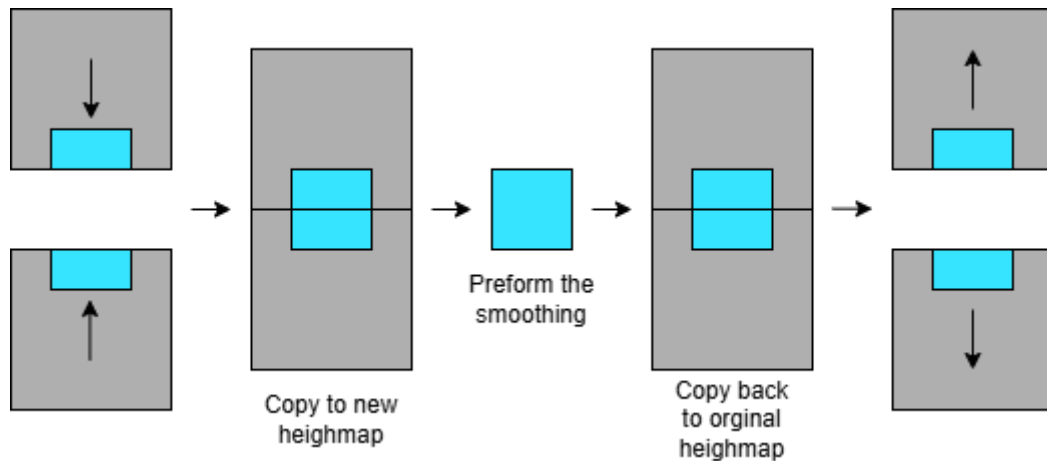 Copy to new
heighmap
Preform the
smoothing
Copy back
to orginal
heighmap